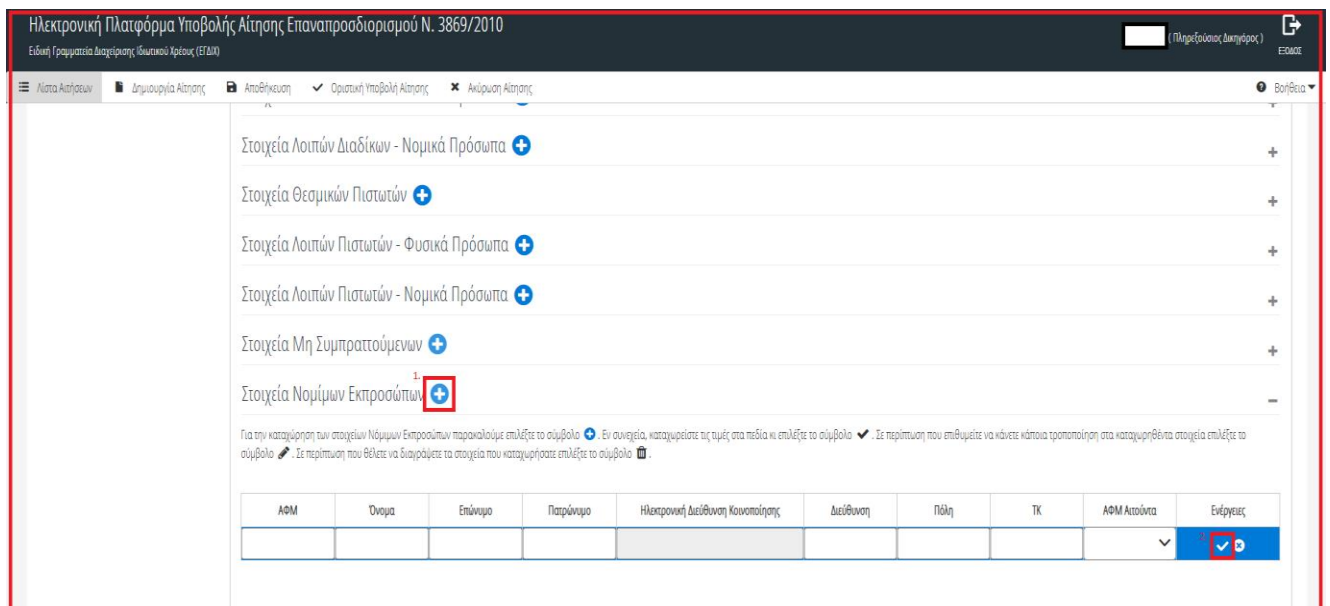 Ηλεκτρονική Πλατφόρμα Υποβολής Αίτησης Επαναπροσδιορισμού Ν. 3869/2010
Ειδική Γραμματεία Διαχείρισης Ιδιωτικού Χρέους (ΕΓΔΙΧ)
( Πληρεξούσιος Δικηγόρος )
ΕΞΟΔΟΣ
Λίστα Αιτήσεων Δημιουργία Αίτησης Αποθήκευση Οριστική Υποβολή Αίτησης Ακύρωση Αίτησης Βοήθεια
Στοιχεία Λοιπών Διαδίκων - Νομικά Πρόσωπα
Στοιχεία Θεσμικών Πιστωτών
Στοιχεία Λοιπών Πιστωτών - Φυσικά Πρόσωπα
Στοιχεία Λοιπών Πιστωτών - Νομικά Πρόσωπα
Στοιχεία Μη Συμπραττούμενων
1.
Στοιχεία Νομίμων Εκπροσώπων
Για την καταχώρηση των στοιχείων Νόμιμων Εκπροσώπων παρακαλούμε επιλέξτε το σύμβολο . Εν συνεχεία, καταχωρείστε τις τιμές στα πεδία κι επιλέξτε το σύμβολο . Σε περίπτωση που επιθυμείτε να κάνετε κάποια τροποποίηση στα καταχωρηθέντα στοιχεία επιλέξτε το
σύμβολο . Σε περίπτωση που θέλετε να διαγράψετε τα στοιχεία που καταχωρήσατε επιλέξτε το σύμβολο .
ΑΦΜ Όνομα Επώνυμο Πατρώνυμο Ηλεκτρονική Διεύθυνση Κοινοποίησης Διεύθυνση Πόλη ΤΚ ΑΦΜ Αιτούντα Ενέργειες